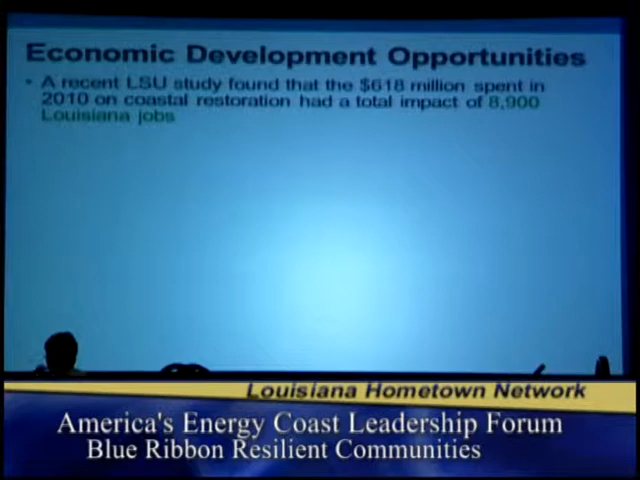 Economic Development Opportunities
• A recent LSU study found that the $618 million spent in
2010 on coastal restoration had a total impact of 8,900
Louisiana jobs
Louisiana Hometown Network
America's Energy Coast Leadership Forum
Blue Ribbon Resilient Communities